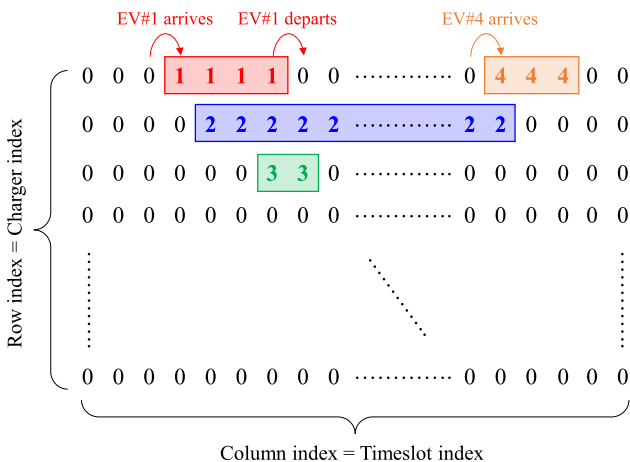 EV#1 arrives EV#1 departs EV#4 arrives
0 0 0 1 1 1 1 0 0 ............... 0 4 4 4 0 0
0 0 0 0 2 2 2 2 2 ............... 2 2 0 0 0 0
0 0 0 0 0 0 3 3 0 ............... 0 0 0 0 0 0
0 0 0 0 0 0 0 0 0 ............... 0 0 0 0 0 0
0 0 0 0 0 0 0 0 0 ............... 0 0 0 0 0 0
Row index = Charger index
Column index = Timeslot index